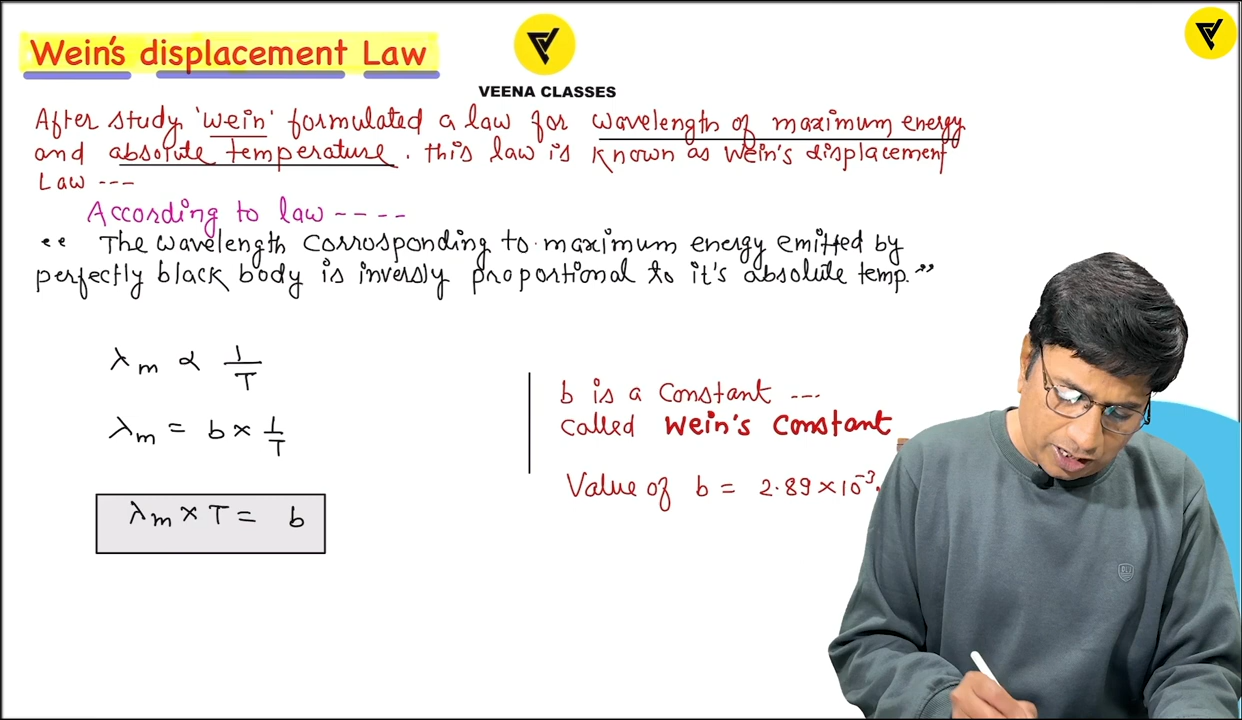 Wein's displacement Law
VEENA CLASSES
After study 'wein' formulated a law for wavelength of maximum energy
and absolute temperature. this law is known as Wein's displacement
Law ---
According to law ----
“ The wavelength corrosponding to maximum energy emitted by
perfectly black body is inversly proportional to it's absolute temp.”
λm ∝ 1/T
λm = b × 1/T
λm × T = b
b is a constant ---
called Wein's constant
Value of b = 2.89 × 10⁻³